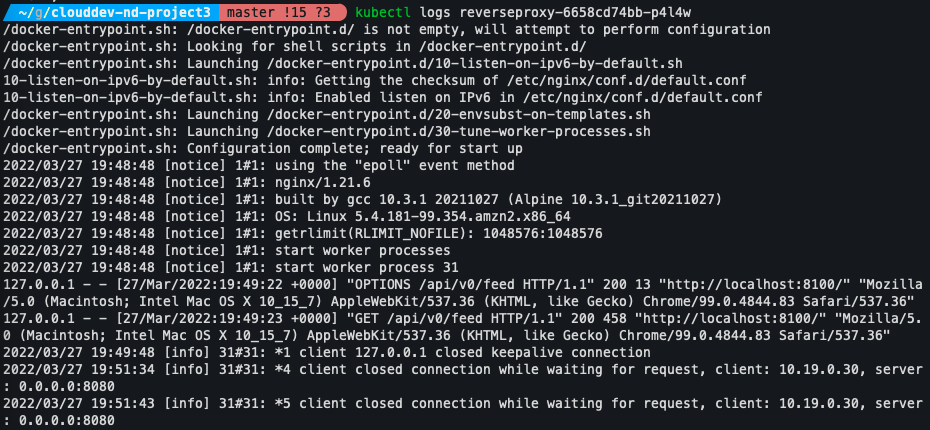 ~/g/clouddev-nd-project3 master !15 ?3 kubectl logs reverseproxy-6658cd74bb-p4l4w
/docker-entrypoint.sh: /docker-entrypoint.d/ is not empty, will attempt to perform configuration
/docker-entrypoint.sh: Looking for shell scripts in /docker-entrypoint.d/
/docker-entrypoint.sh: Launching /docker-entrypoint.d/10-listen-on-ipv6-by-default.sh
10-listen-on-ipv6-by-default.sh: info: Getting the checksum of /etc/nginx/conf.d/default.conf
10-listen-on-ipv6-by-default.sh: info: Enabled listen on IPv6 in /etc/nginx/conf.d/default.conf
/docker-entrypoint.sh: Launching /docker-entrypoint.d/20-envsubst-on-templates.sh
/docker-entrypoint.sh: Launching /docker-entrypoint.d/30-tune-worker-processes.sh
/docker-entrypoint.sh: Configuration complete; ready for start up
2022/03/27 19:48:48 [notice] 1#1: using the "epoll" event method
2022/03/27 19:48:48 [notice] 1#1: nginx/1.21.6
2022/03/27 19:48:48 [notice] 1#1: built by gcc 10.3.1 20211027 (Alpine 10.3.1_git20211027)
2022/03/27 19:48:48 [notice] 1#1: OS: Linux 5.4.181-99.354.amzn2.x86_64
2022/03/27 19:48:48 [notice] 1#1: getrlimit(RLIMIT_NOFILE): 1048576:1048576
2022/03/27 19:48:48 [notice] 1#1: start worker processes
2022/03/27 19:48:48 [notice] 1#1: start worker process 31
127.0.0.1 - - [27/Mar/2022:19:49:22 +0000] "OPTIONS /api/v0/feed HTTP/1.1" 200 13 "http://localhost:8100/" "Mozilla
/5.0 (Macintosh; Intel Mac OS X 10_15_7) AppleWebKit/537.36 (KHTML, like Gecko) Chrome/99.0.4844.83 Safari/537.36"
127.0.0.1 - - [27/Mar/2022:19:49:23 +0000] "GET /api/v0/feed HTTP/1.1" 200 458 "http://localhost:8100/" "Mozilla/5.
0 (Macintosh; Intel Mac OS X 10_15_7) AppleWebKit/537.36 (KHTML, like Gecko) Chrome/99.0.4844.83 Safari/537.36"
2022/03/27 19:49:48 [info] 31#31: *1 client 127.0.0.1 closed keepalive connection
2022/03/27 19:51:34 [info] 31#31: *4 client closed connection while waiting for request, client: 10.19.0.30, server
: 0.0.0.0:8080
2022/03/27 19:51:43 [info] 31#31: *5 client closed connection while waiting for request, client: 10.19.0.30, server
: 0.0.0.0:8080